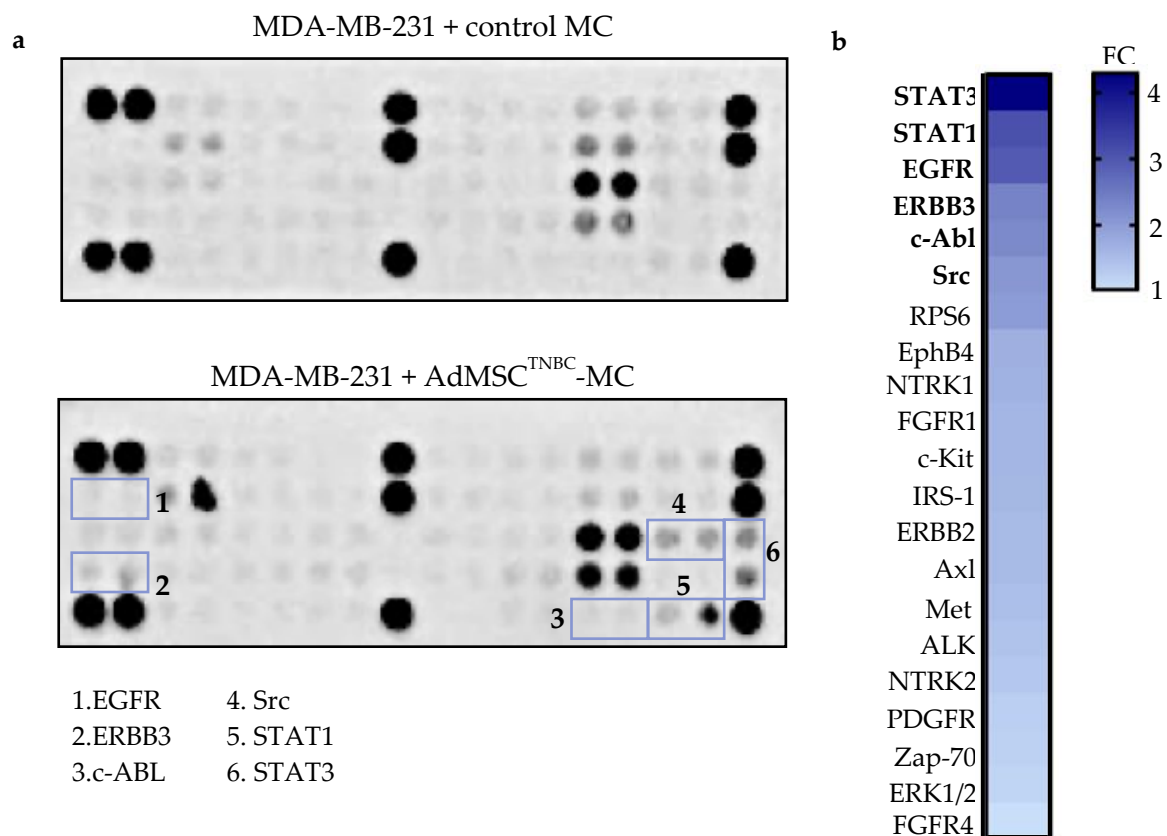 a
MDA-MB-231 + control MC
MDA-MB-231 + AdMSC^TNBC-MC
1
2
3
4
5
6
1.EGFR
2.ERBB3
3.c-ABL
4. Src
5. STAT1
6. STAT3
b
FC
4
3
2
1
STAT3
STAT1
EGFR
ERBB3
c-Abl
Src
RPS6
EphB4
NTRK1
FGFR1
c-Kit
IRS-1
ERBB2
Axl
Met
ALK
NTRK2
PDGFR
Zap-70
ERK1/2
FGFR4